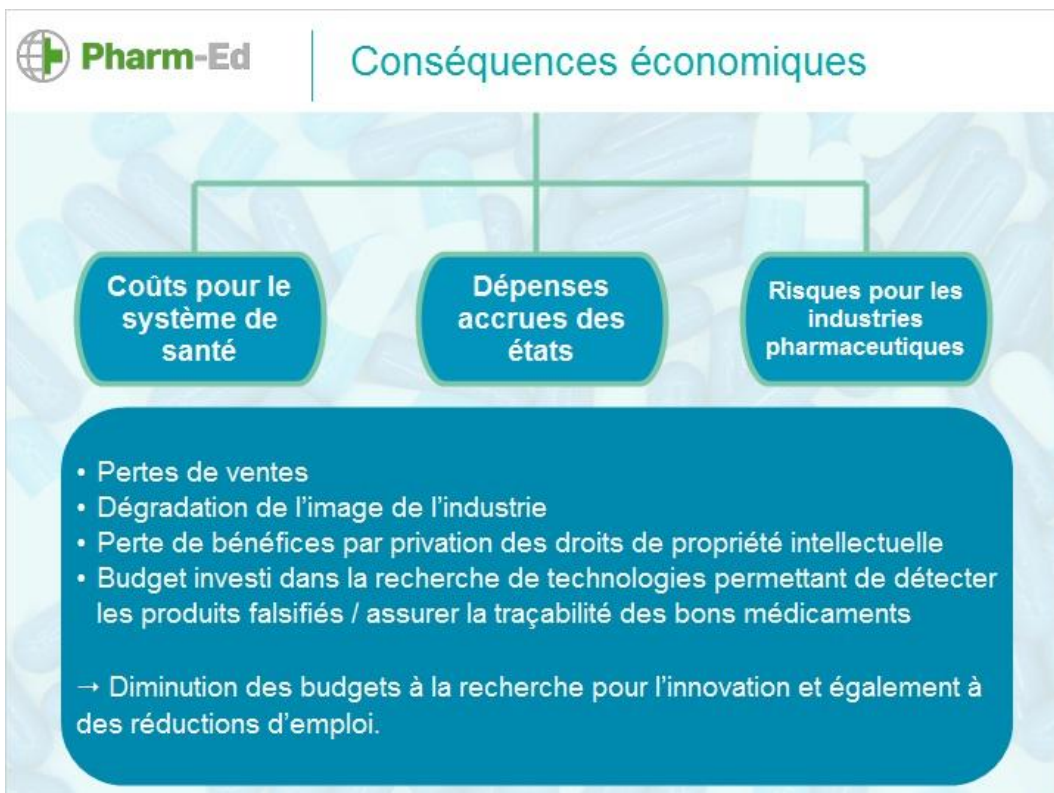 Pharm-Ed
Conséquences économiques
Coûts pour le
système de
santé
Dépenses
accrues des
états
Risques pour les
industries
pharmaceutiques
• Pertes de ventes
• Dégradation de l’image de l’industrie
• Perte de bénéfices par privation des droits de propriété intellectuelle
• Budget investi dans la recherche de technologies permettant de détecter
les produits falsifiés / assurer la traçabilité des bons médicaments
→ Diminution des budgets à la recherche pour l’innovation et également à
des réductions d’emploi.